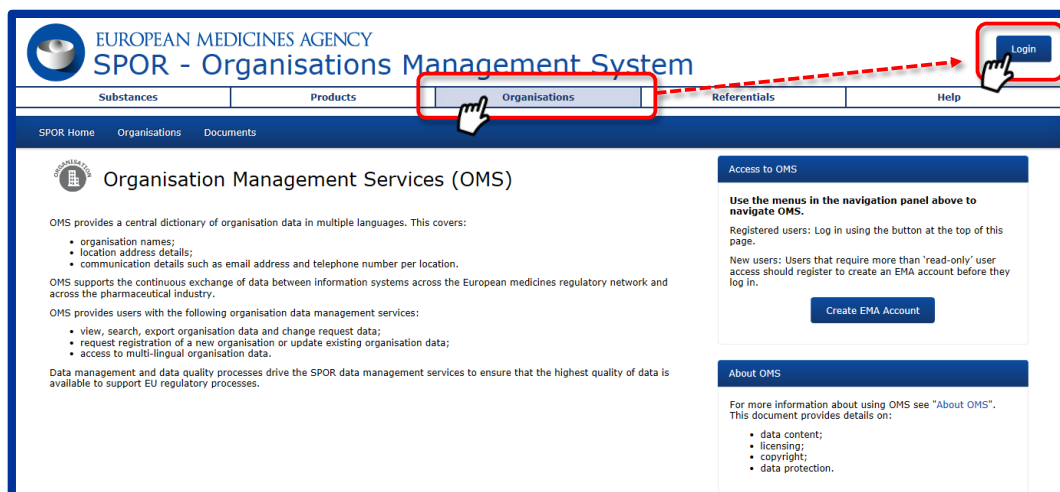 EUROPEAN MEDICINES AGENCY
SPOR - Organisations Management System
Login
Substances
Products
Organisations
Referentials
Help
SPOR Home
Organisations
Documents
ORGANISATION
Organisation Management Services (OMS)
OMS provides a central dictionary of organisation data in multiple languages. This covers:
• organisation names;
• location address details;
• communication details such as email address and telephone number per location.
OMS supports the continuous exchange of data between information systems across the European medicines regulatory network and
across the pharmaceutical industry.
OMS provides users with the following organisation data management services:
• view, search, export organisation data and change request data;
• request registration of a new organisation or update existing organisation data;
• access to multi-lingual organisation data.
Data management and data quality processes drive the SPOR data management services to ensure that the highest quality of data is
available to support EU regulatory processes.
Access to OMS
Use the menus in the navigation panel above to
navigate OMS.
Registered users: Log in using the button at the top of this
page.
New users: Users that require more than 'read-only' user
access should register to create an EMA account before they
log in.
Create EMA Account
About OMS
For more information about using OMS see "About OMS".
This document provides details on:
• data content;
• licensing;
• copyright;
• data protection.